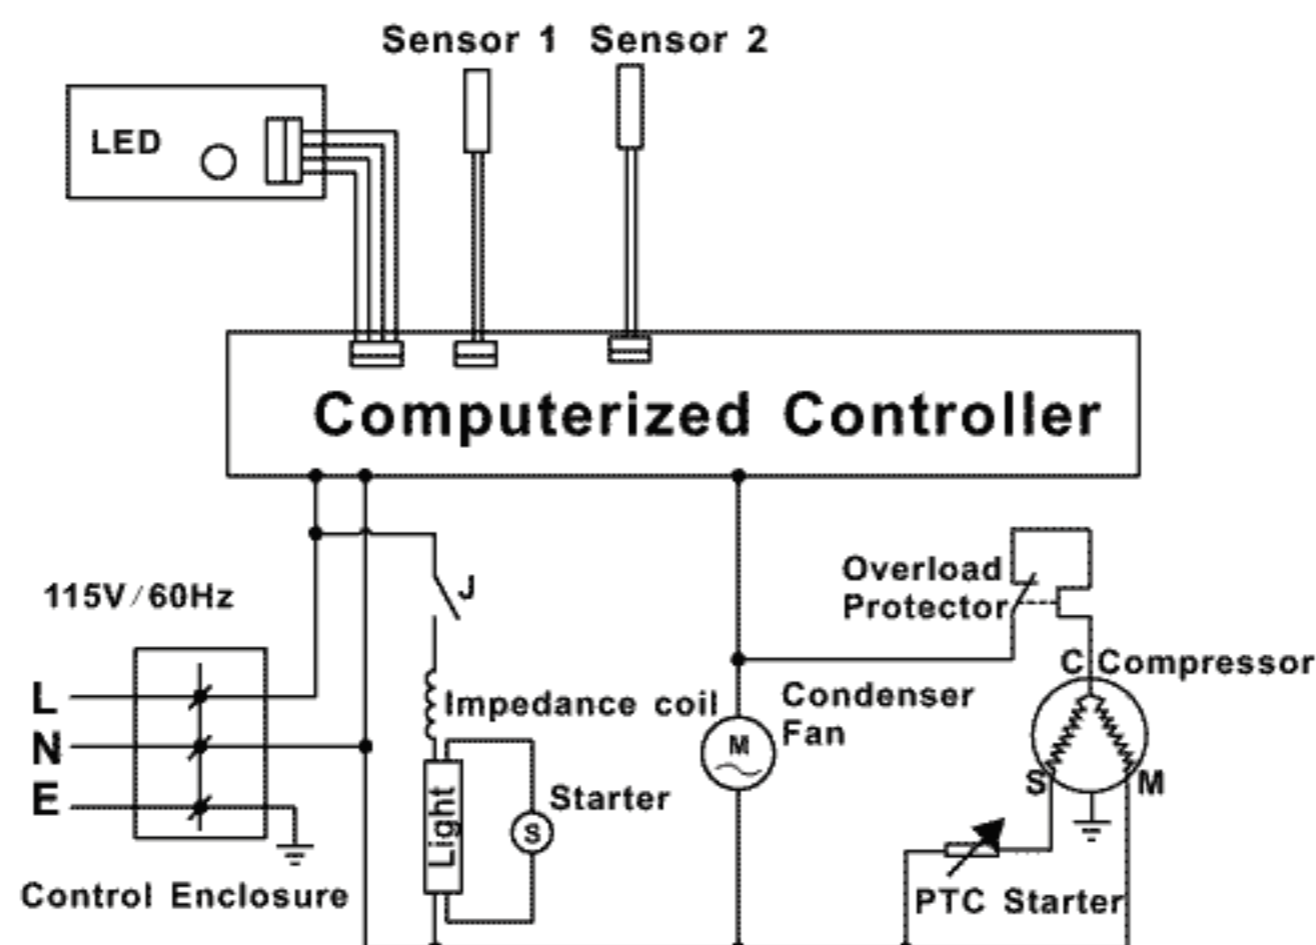 Sensor 1 Sensor 2
LED
Computerized Controller
115V/60Hz
J
Overload
Protector
C Compressor
L
Impedance coil
Condenser
Fan
N
M
S
M
E
Light
Starter
S
Control Enclosure
PTC Starter